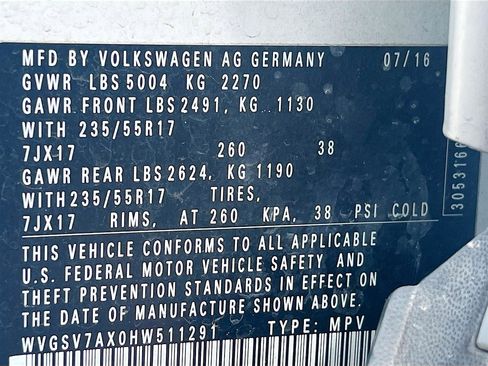 MFD BY VOLKSWAGEN AG GERMANY 07/16
GVWR LBS 5004 KG 2270
GAWR FRONT LBS 2491, KG 1130
WITH 235/55R17
7JX17 260 38
GAWR REAR LBS 2624, KG 1190
WITH 235/55R17 TIRES,
7JX17 RIMS, AT 260 KPA, 38 PSI COLD
THIS VEHICLE CONFORMS TO ALL APPLICABLE
U.S. FEDERAL MOTOR VEHICLE SAFETY AND
THEFT PREVENTION STANDARDS IN EFFECT ON
THE DATE OF MANUFACTURE SHOWN ABOVE.
WVGSV7AX0HW511291 TYPE: MPV